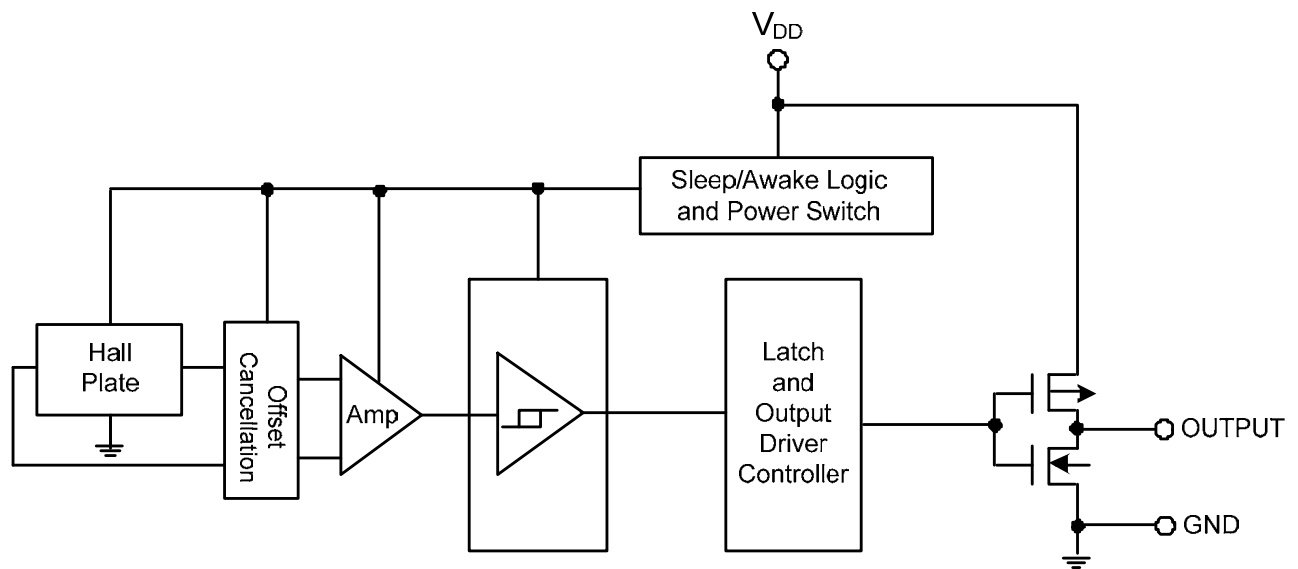 VDD
Sleep/Awake Logic
and Power Switch
Hall
Plate
Offset
Cancellation
Amp
Latch
and
Output
Driver
Controller
OUTPUT
GND